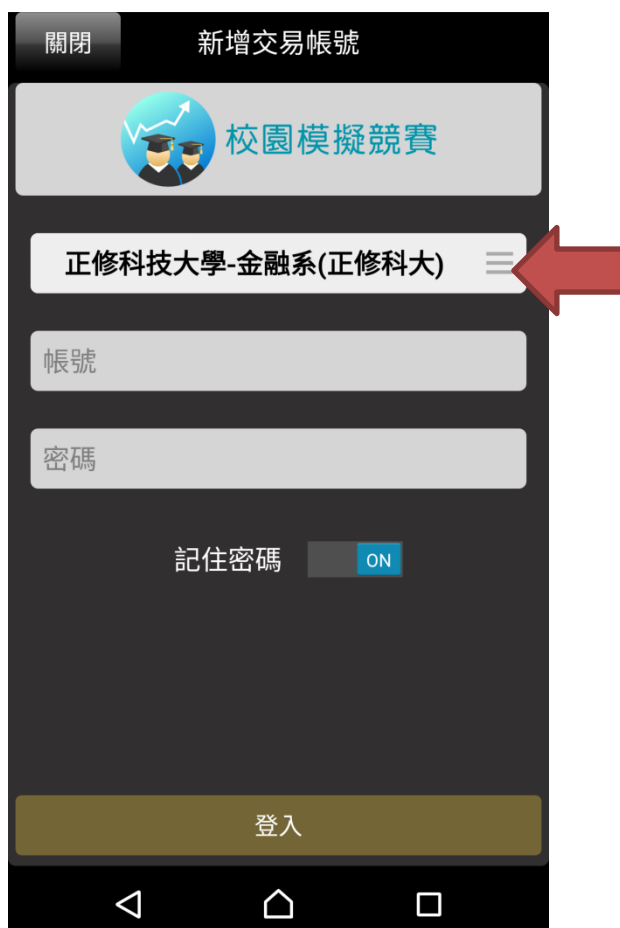 關閉 新增交易帳號
校園模擬競賽
正修科技大學-金融系(正修科大)
帳號
密碼
記住密碼 ON
登入